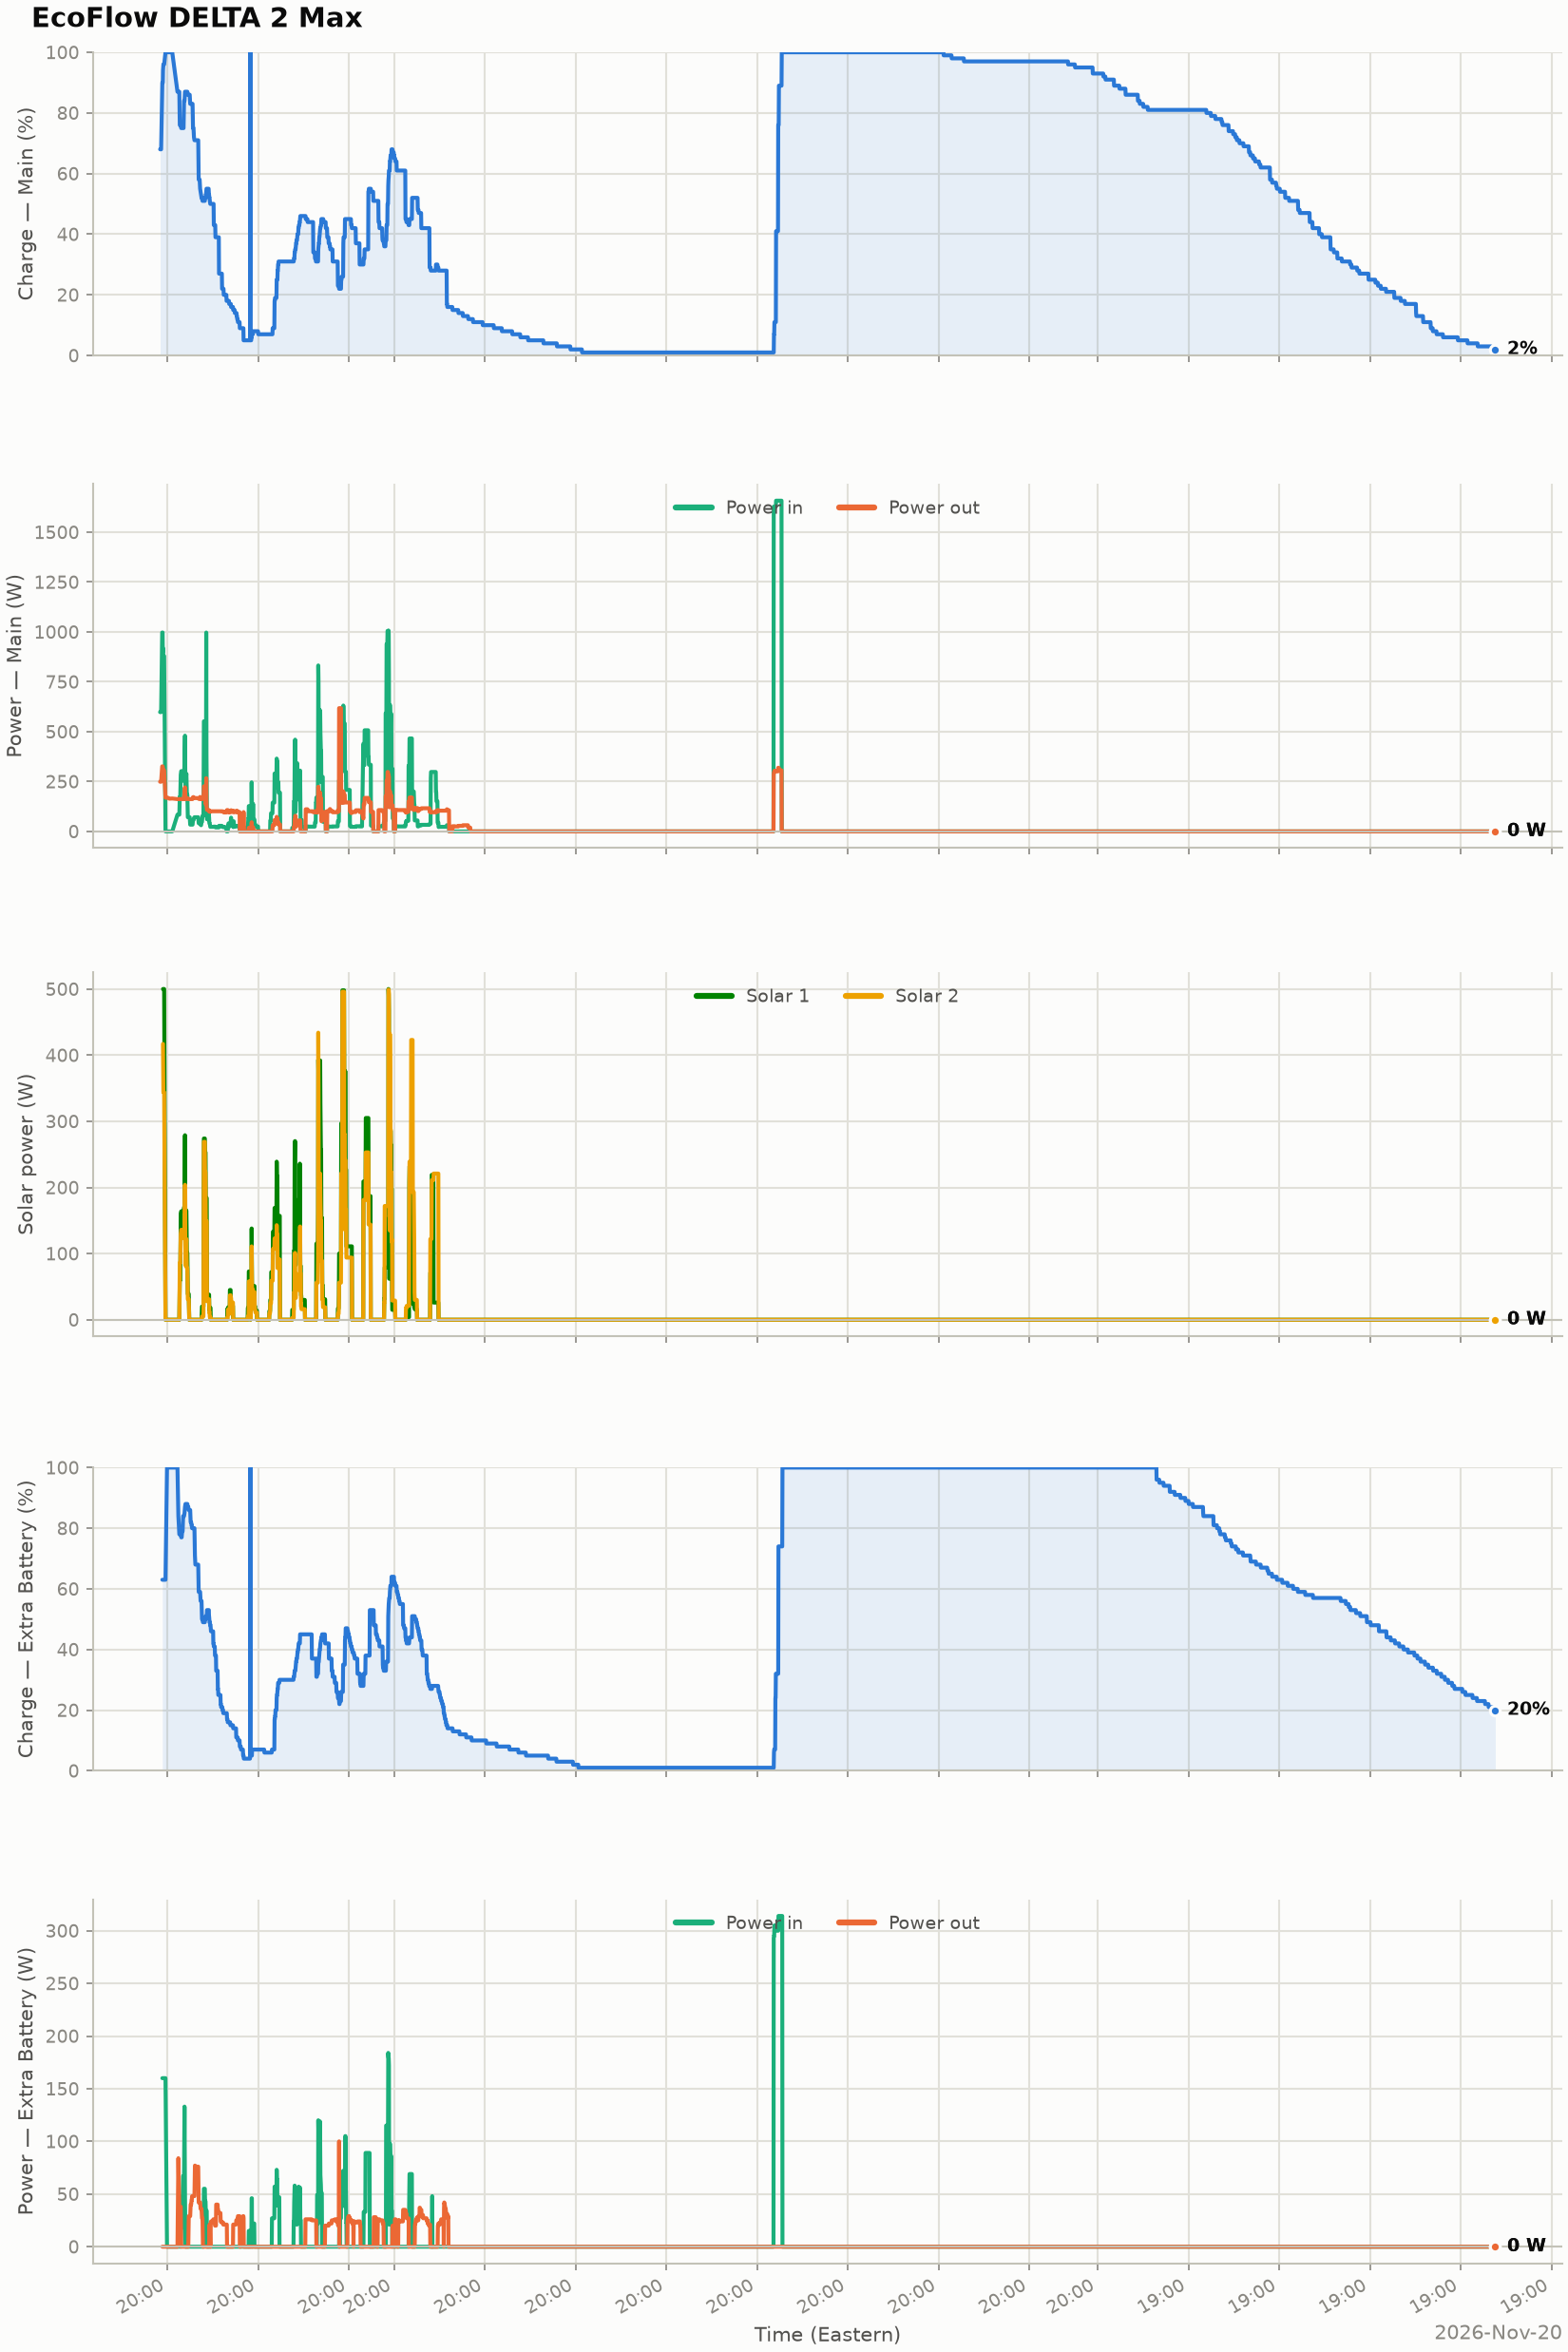 EcoFlow DELTA 2 Max
Charge — Main (%)
100
80
60
40
20
0
2%
Power — Main (W)
Power in
Power out
1500
1250
1000
750
500
250
0
0 W
Solar power (W)
Solar 1
Solar 2
500
400
300
200
100
0
0 W
Charge — Extra Battery (%)
100
80
60
40
20
0
20%
Power — Extra Battery (W)
Power in
Power out
300
250
200
150
100
50
0
0 W
20:00 20:00 20:00 20:00 20:00 20:00 20:00 20:00 20:00 20:00 20:00 20:00 19:00 19:00 19:00 19:00 19:00
Time (Eastern)
2026-Nov-20